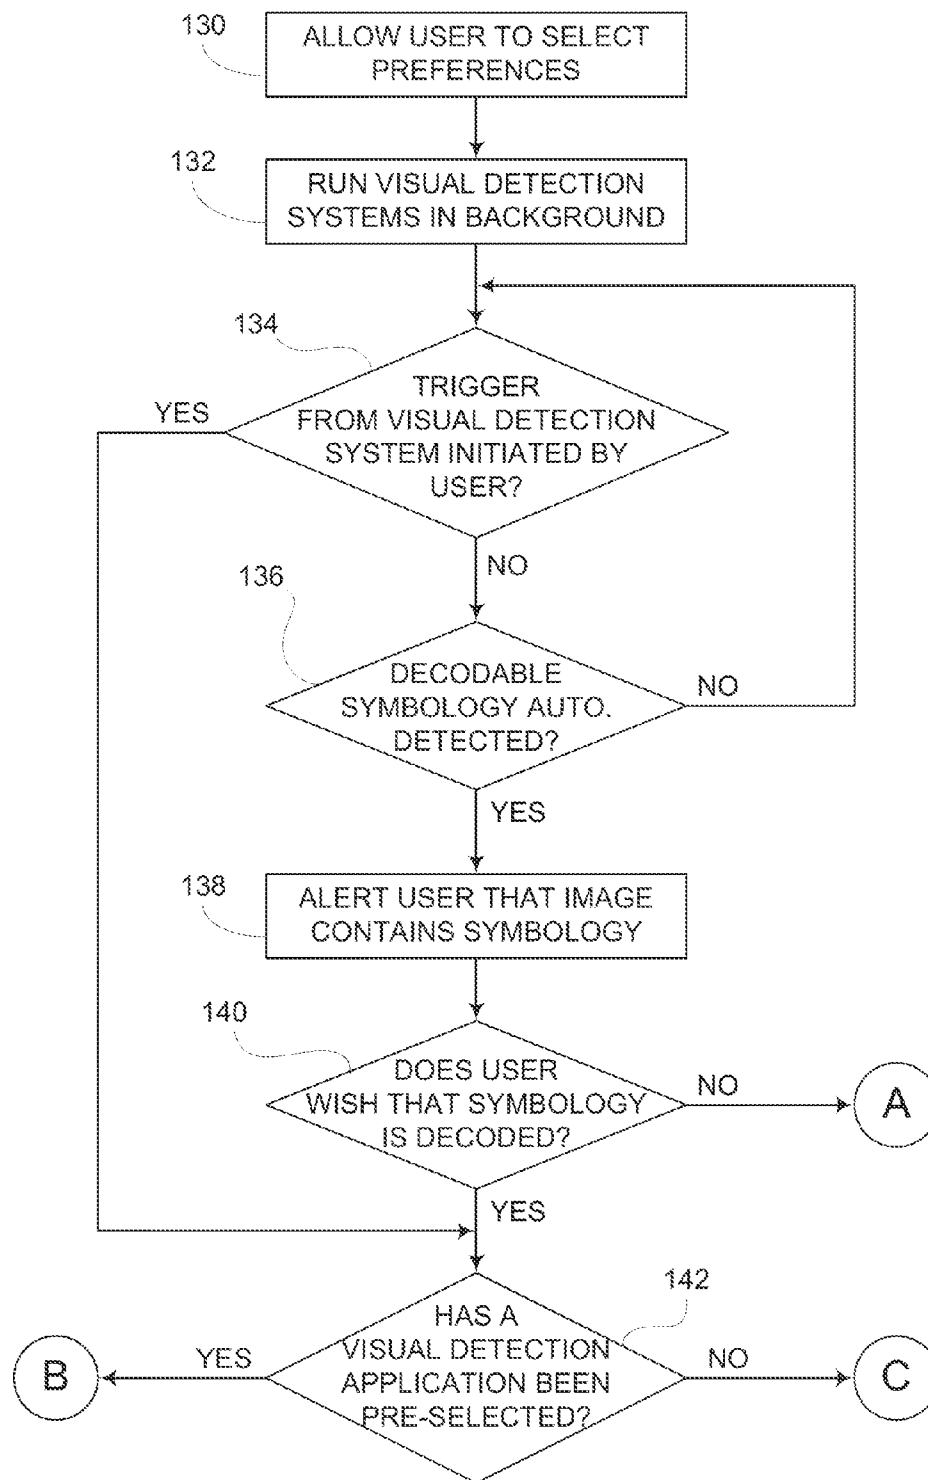 130
ALLOW USER TO SELECT
PREFERENCES
132
RUN VISUAL DETECTION
SYSTEMS IN BACKGROUND
134
YES
TRIGGER
FROM VISUAL DETECTION
SYSTEM INITIATED BY
USER?
NO
136
DECODABLE
SYMBOLOGY AUTO.
DETECTED?
NO
YES
138
ALERT USER THAT IMAGE
CONTAINS SYMBOLOGY
140
DOES USER
WISH THAT SYMBOLOGY
IS DECODED?
NO
A
YES
142
HAS A
VISUAL DETECTION
APPLICATION BEEN
PRE-SELECTED?
YES
B
NO
C